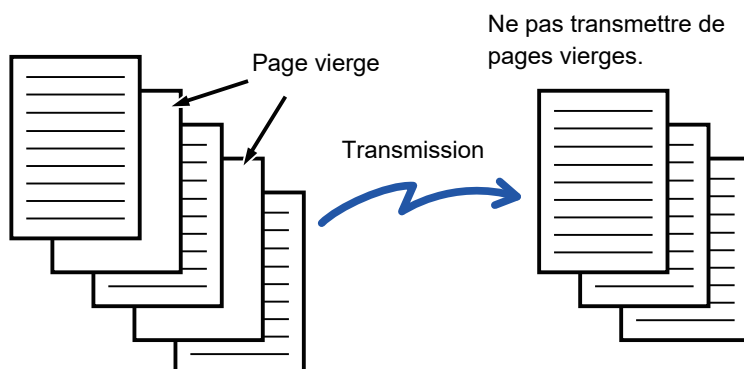 Ne pas transmettre de
pages vierges.
Page vierge
Transmission